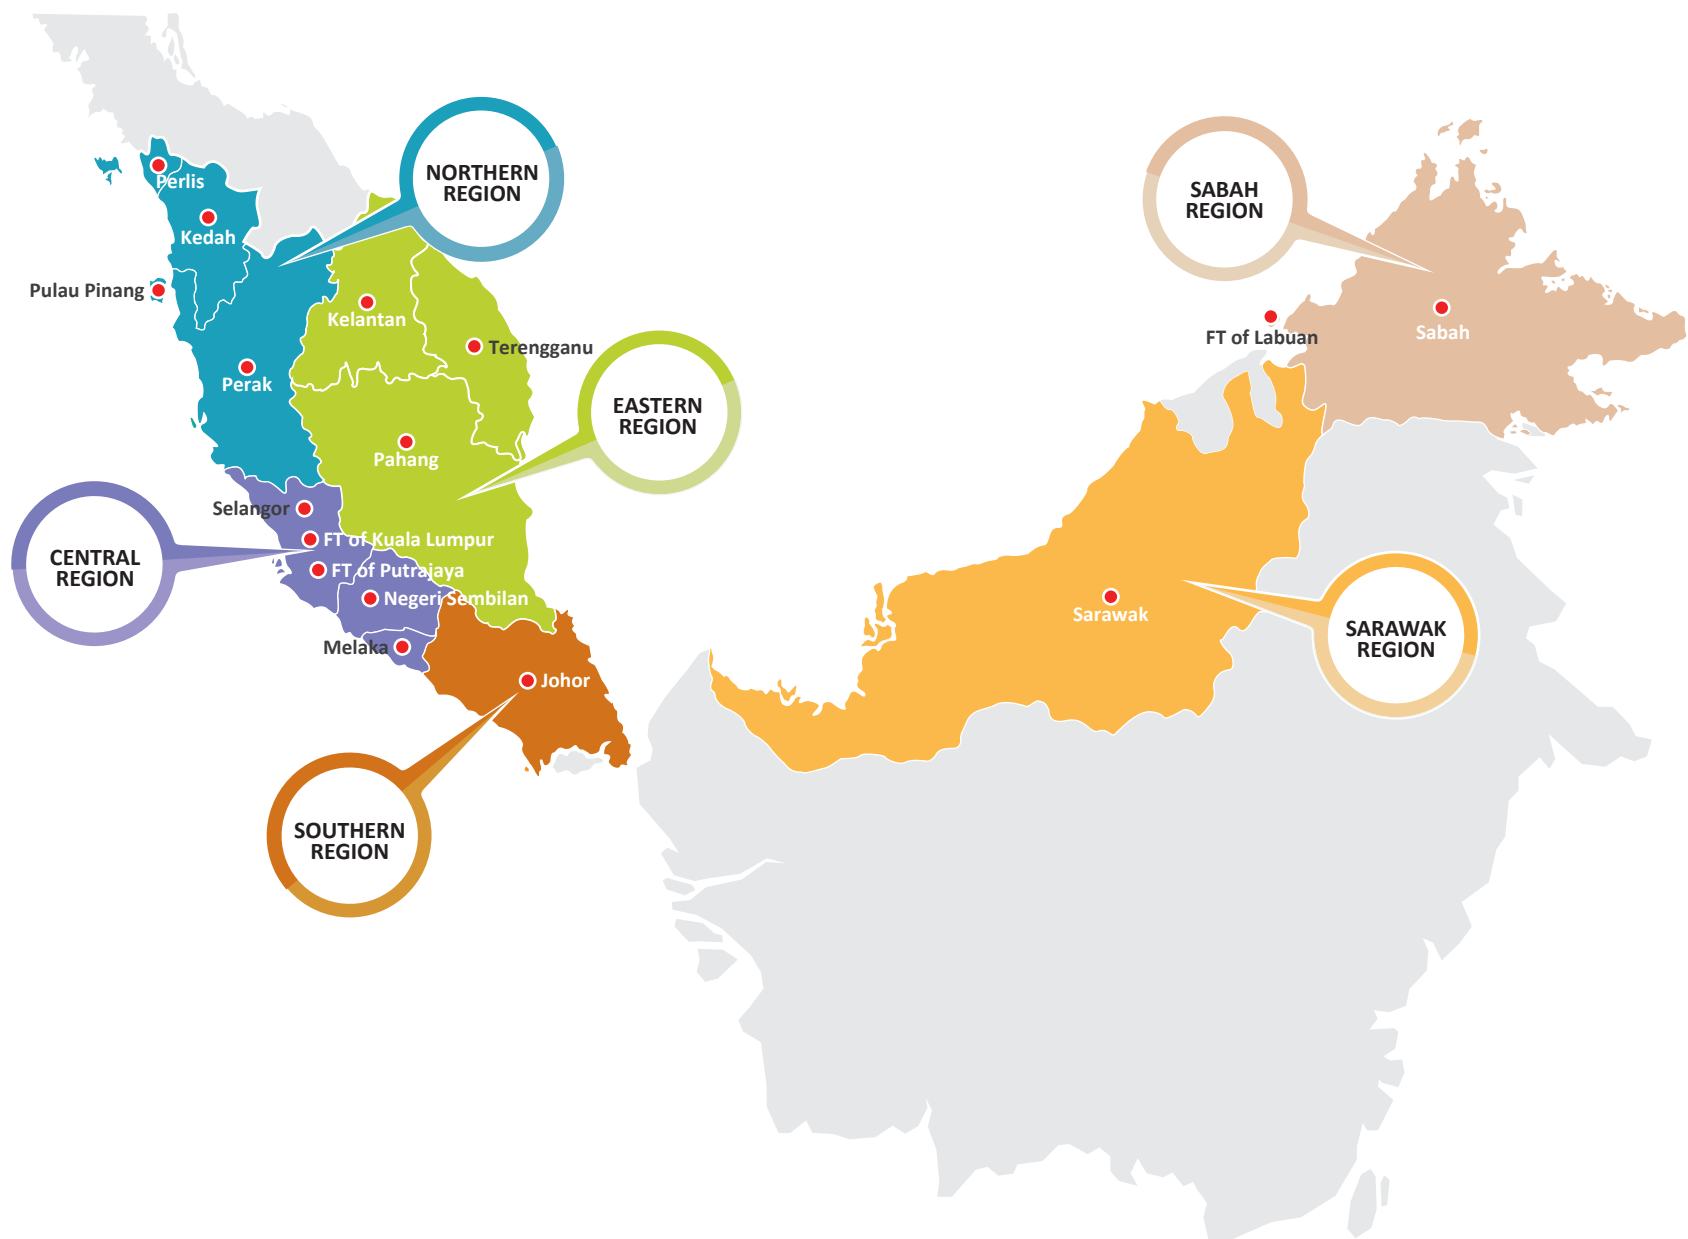 NORTHERN
REGION
Perlis
Kedah
Pulau Pinang
Perak
Kelantan
Terengganu
EASTERN
REGION
Pahang
Selangor
FT of Kuala Lumpur
CENTRAL
REGION
FT of Putrajaya
Negeri Sembilan
Melaka
Johor
SOUTHERN
REGION
SABAH
REGION
FT of Labuan
Sabah
Sarawak
SARAWAK
REGION